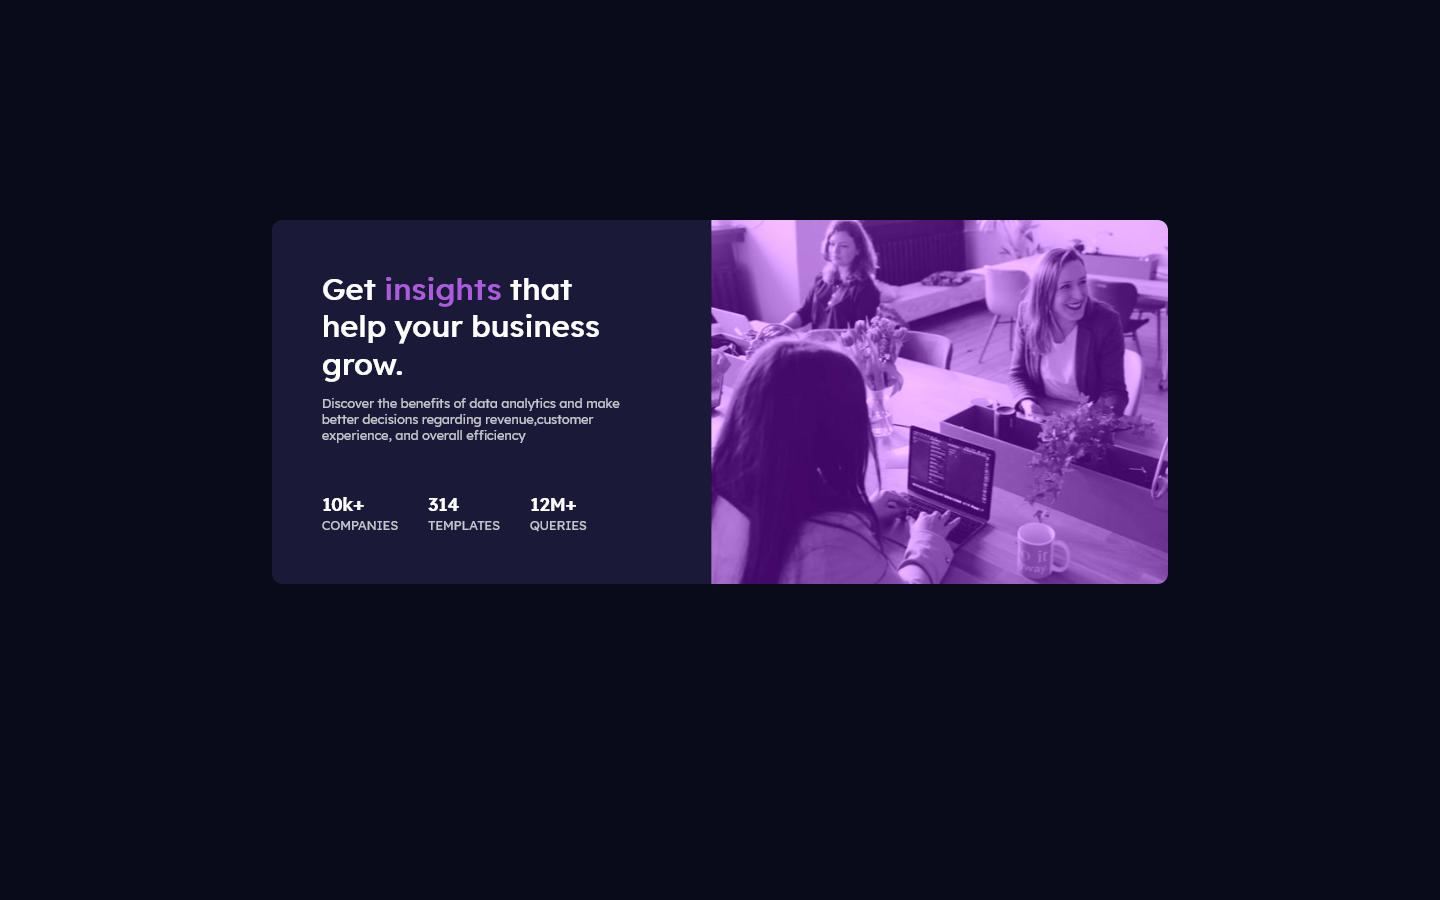 Get insights that
help your business
grow.
Discover the benefits of data analytics and make
better decisions regarding revenue,customer
experience, and overall efficiency
10k+ 314 12M+
COMPANIES TEMPLATES QUERIES